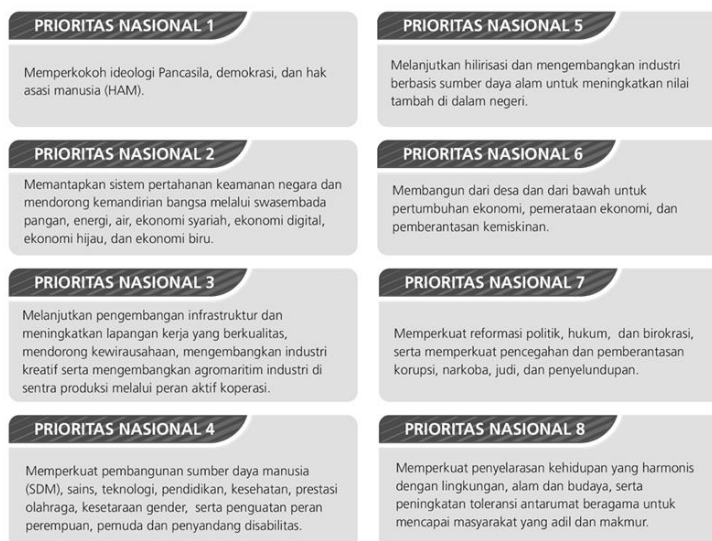 PRIORITAS NASIONAL 1
Memperkokoh ideologi Pancasila, demokrasi, dan hak
asasi manusia (HAM).
PRIORITAS NASIONAL 2
Memantapkan sistem pertahanan keamanan negara dan
mendorong kemandirian bangsa melalui swasembada
pangan, energi, air, ekonomi syariah, ekonomi digital,
ekonomi hijau, dan ekonomi biru.
PRIORITAS NASIONAL 3
Melanjutkan pengembangan infrastruktur dan
meningkatkan lapangan kerja yang berkualitas,
mendorong kewirausahaan, mengembangkan industri
kreatif serta mengembangkan agromaritim industri di
sentra produksi melalui peran aktif koperasi.
PRIORITAS NASIONAL 4
Memperkuat pembangunan sumber daya manusia
(SDM), sains, teknologi, pendidikan, kesehatan, prestasi
olahraga, kesetaraan gender, serta penguatan peran
perempuan, pemuda dan penyandang disabilitas.
PRIORITAS NASIONAL 5
Melanjutkan hilirisasi dan mengembangkan industri
berbasis sumber daya alam untuk meningkatkan nilai
tambah di dalam negeri.
PRIORITAS NASIONAL 6
Membangun dari desa dan dari bawah untuk
pertumbuhan ekonomi, pemerataan ekonomi, dan
pemberantasan kemiskinan.
PRIORITAS NASIONAL 7
Memperkuat reformasi politik, hukum, dan birokrasi,
serta memperkuat pencegahan dan pemberantasan
korupsi, narkoba, judi, dan penyelundupan.
PRIORITAS NASIONAL 8
Memperkuat penyelarasan kehidupan yang harmonis
dengan lingkungan, alam dan budaya, serta
peningkatan toleransi antarumat beragama untuk
mencapai masyarakat yang adil dan makmur.